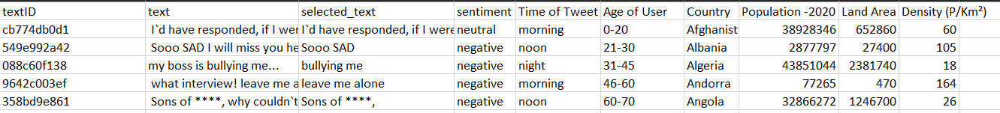 textID text selected_text sentiment Time of Tweet Age of User Country Population -2020 Land Area Density (P/Km²)
cb774db0d1 I`d have responded, if I wer I`d have responded, if I were neutral morning 0-20 Afghanist 38928346 652860 60
549e992a42 Sooo SAD I will miss you he Sooo SAD negative noon 21-30 Albania 2877797 27400 105
088c60f138 my boss is bullying me... bullying me negative night 31-45 Algeria 43851044 2381740 18
9642c003ef what interview! leave me a leave me alone negative morning 46-60 Andorra 77265 470 164
358bd9e861 Sons of ****, why couldn`t Sons of ****, negative noon 60-70 Angola 32866272 1246700 26